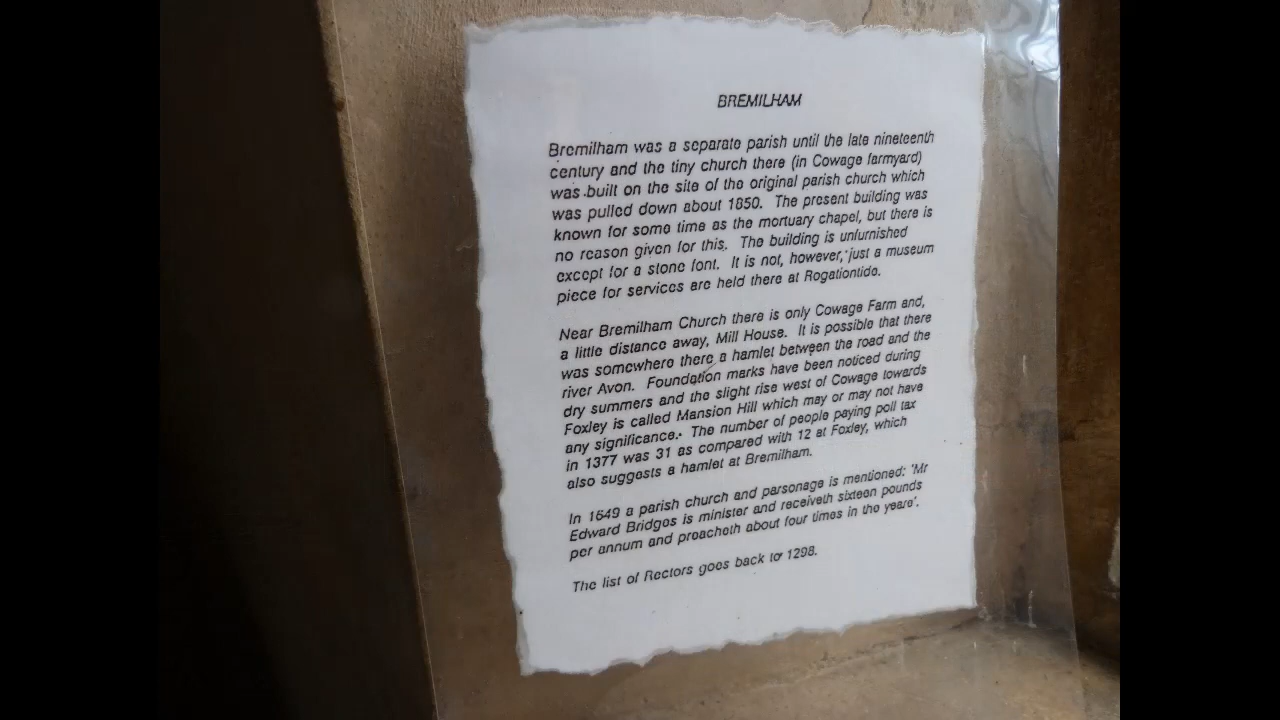 BREMILHAM
Bremilham was a separate parish until the late nineteenth
century and the tiny church there (in Cowage farmyard)
was built on the site of the original parish church which
was pulled down about 1850. The present building was
known for some time as the mortuary chapel, but there is
no reason given for this. The building is unfurnished
except for a stone font. It is not, however, just a museum
piece for services are held there at Rogationtide.
Near Bremilham Church there is only Cowage Farm and,
a little distance away, Mill House. It is possible that there
was somewhere there a hamlet between the road and the
river Avon. Foundation marks have been noticed during
dry summers and the slight rise west of Cowage towards
Foxley is called Mansion Hill which may or may not have
any significance. The number of people paying poll tax
in 1377 was 31 as compared with 12 at Foxley, which
also suggests a hamlet at Bremilham.
In 1649 a parish church and parsonage is mentioned: 'Mr
Edward Bridges is minister and receiveth sixteen pounds
per annum and preacheth about four times in the yeare'.
The list of Rectors goes back to 1298.